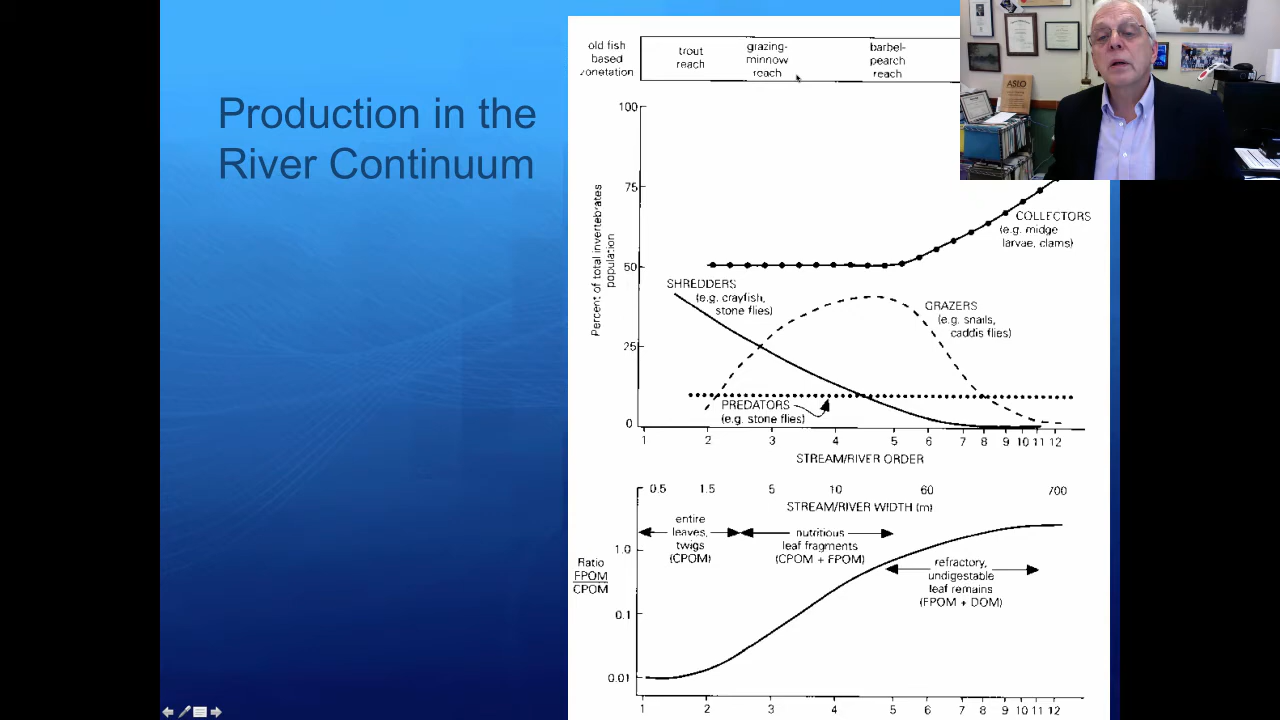 Production in the
River Continuum
old fish
based
zonetation
trout
reach
grazing-
minnow
reach
barbel-
pearch
reach
Percent of total invertebrates
population
100
75
50
25
0
COLLECTORS
(e.g. midge
larvae, clams)
SHREDDERS
(e.g. crayfish,
stone flies)
GRAZERS
(e.g. snails,
caddis flies)
PREDATORS
(e.g. stone flies)
1 2 3 4 5 6 7 8 9 10 11 12
STREAM/RIVER ORDER
0.5 1.5 5 10 60 700
STREAM/RIVER WIDTH (m)
entire
leaves,
twigs
(CPOM)
nutritious
leaf fragments
(CPOM + FPOM)
refractory,
undigestable
leaf remains
(FPOM + DOM)
Ratio
FPOM
CPOM
1.0
0.1
0.01
1 2 3 4 5 6 7 8 9 10 11 12
ASLO